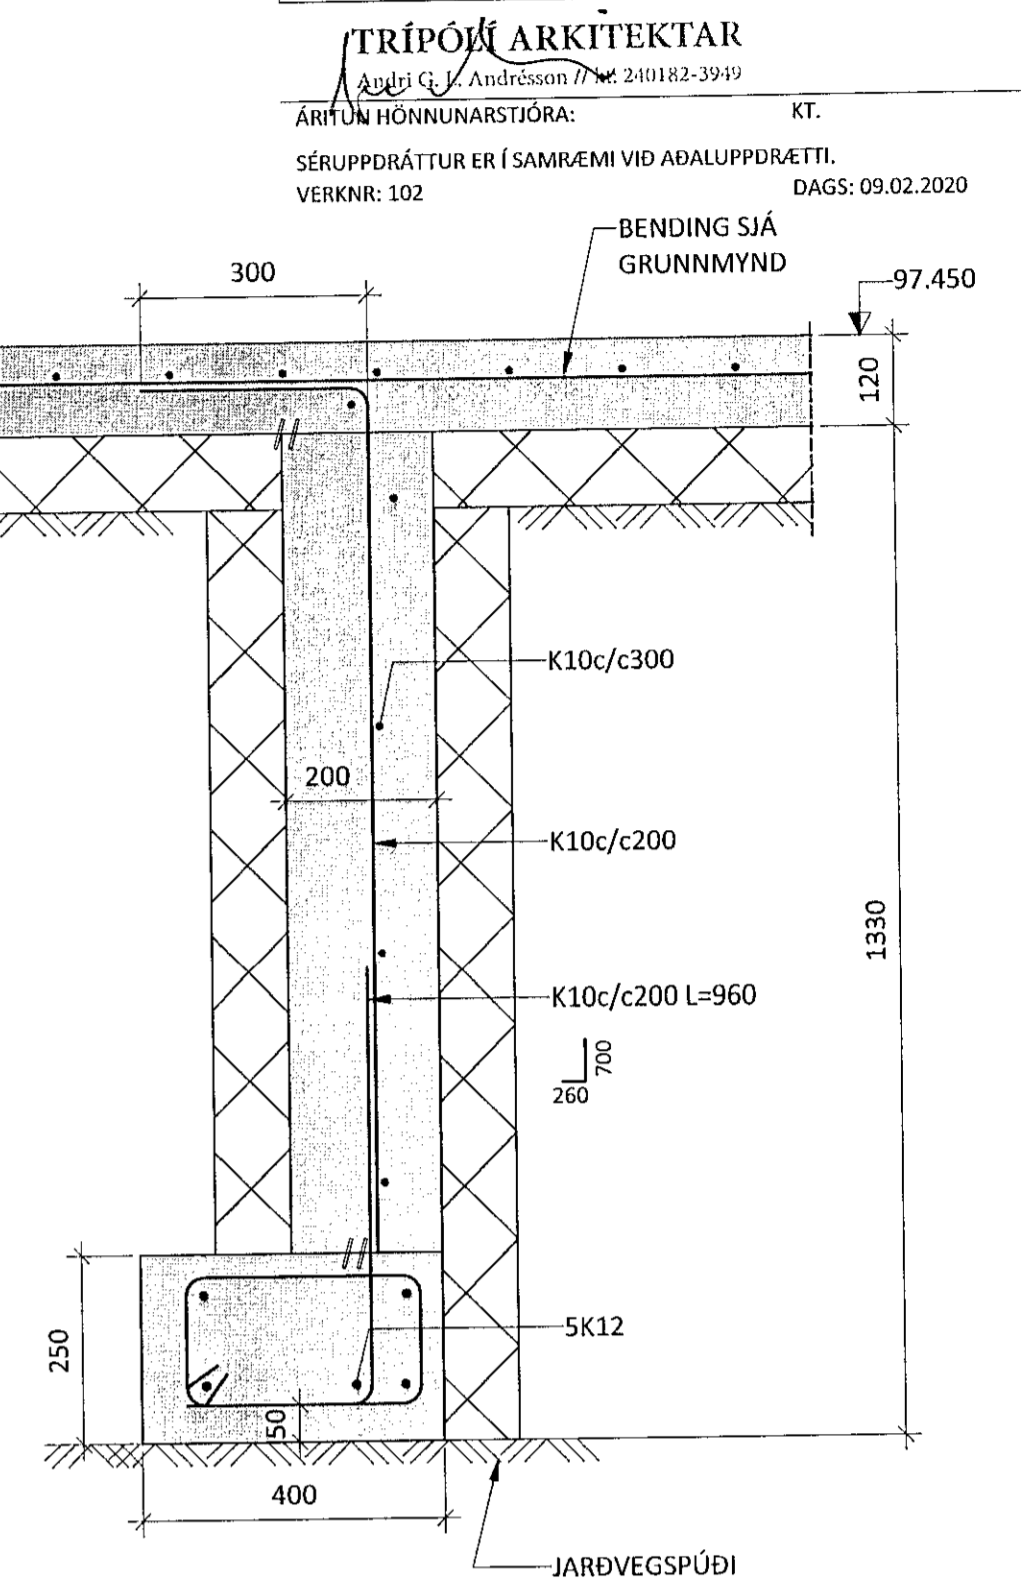 TRÍPÓLÍ ARKITEKTAR
Andri G. L. Andrésson // kt. 240182-3949
ÁRITUN HÖNNUNARSTJÓRA: KT.
SÉRUPPDRÁTTUR ER Í SAMRÆMI VIÐ AÐALUPPDRÆTTI.
VERKNR: 102 DAGS: 09.02.2020
BENDING SJÁ
GRUNNMYND
300
97.450
120
K10c/c300
200
K10c/c200
1330
K10c/c200 L=960
700
260
5K12
250
50
400
JARÐVEGSPÚÐI